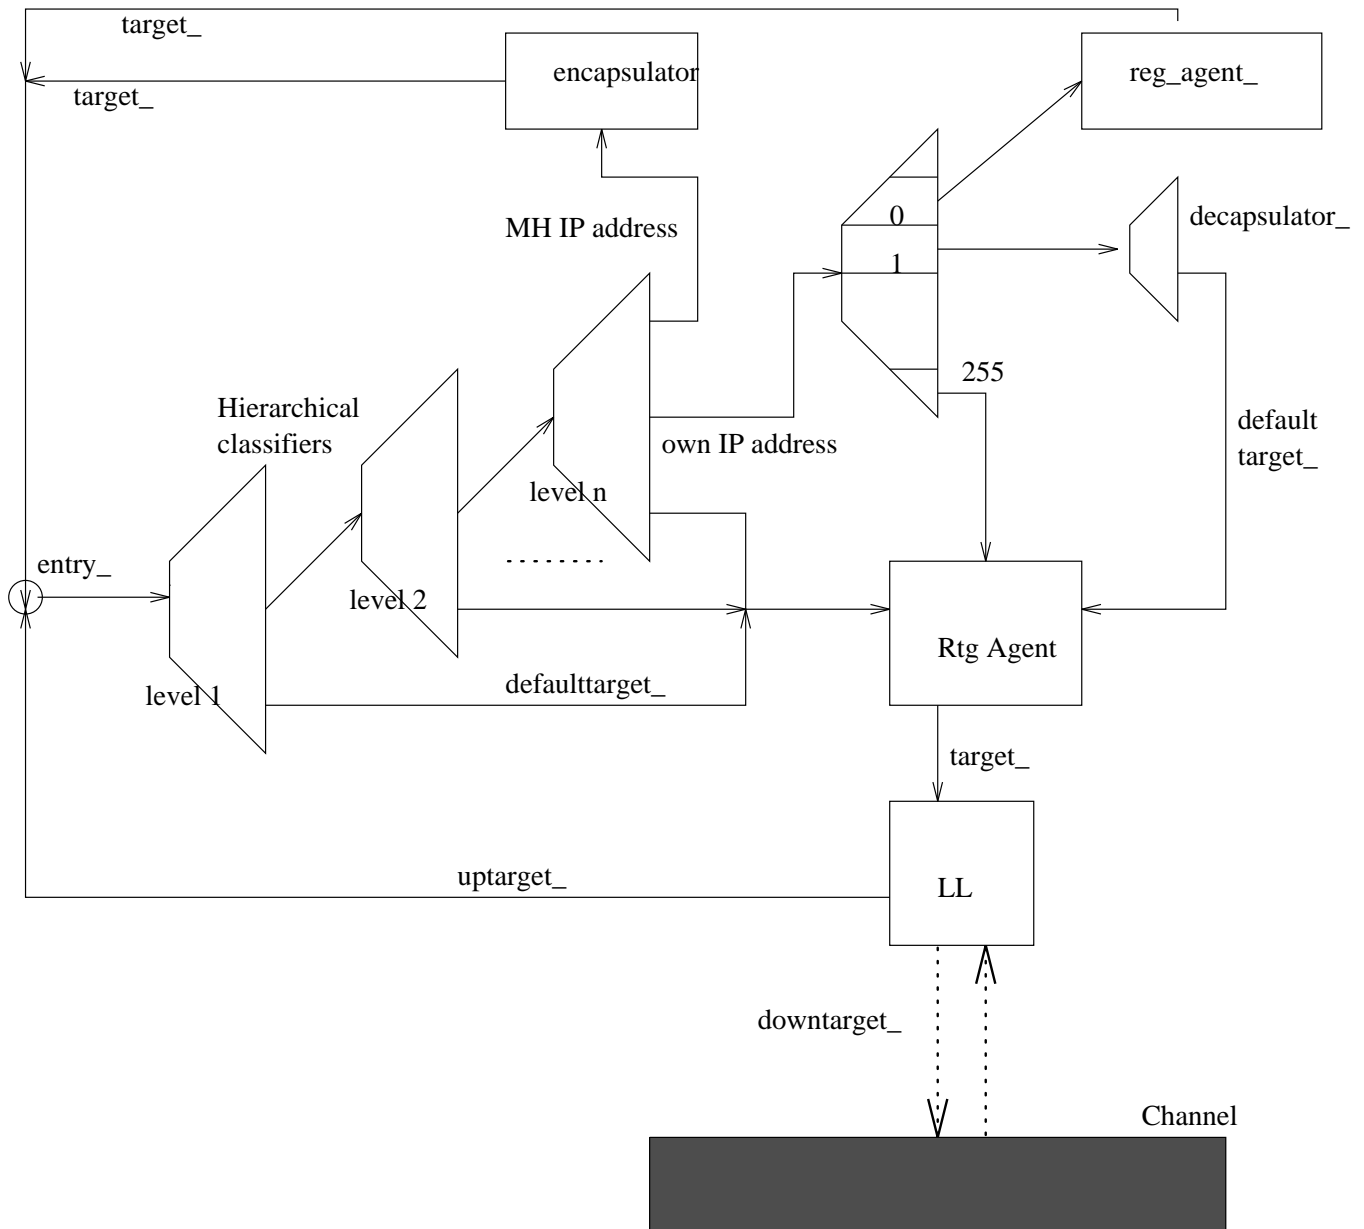 target_
encapsulator
reg_agent_
target_
0
decapsulator_
MH IP address
1
255
Hierarchical
classifiers
default
target_
own IP address
level n
entry_
level 2
Rtg Agent
level 1
defaulttarget_
target_
uptarget_
LL
downtarget_
Channel